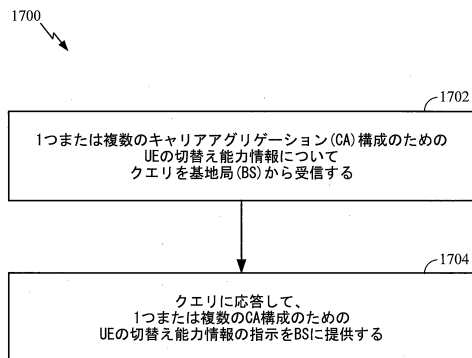 1700
1702
1つまたは複数のキャリアアグリゲーション(CA)構成のための
UEの切替え能力情報について
クエリを基地局(BS)から受信する
1704
クエリに応答して、
1つまたは複数のCA構成のための
UEの切替え能力情報の指示をBSに提供する